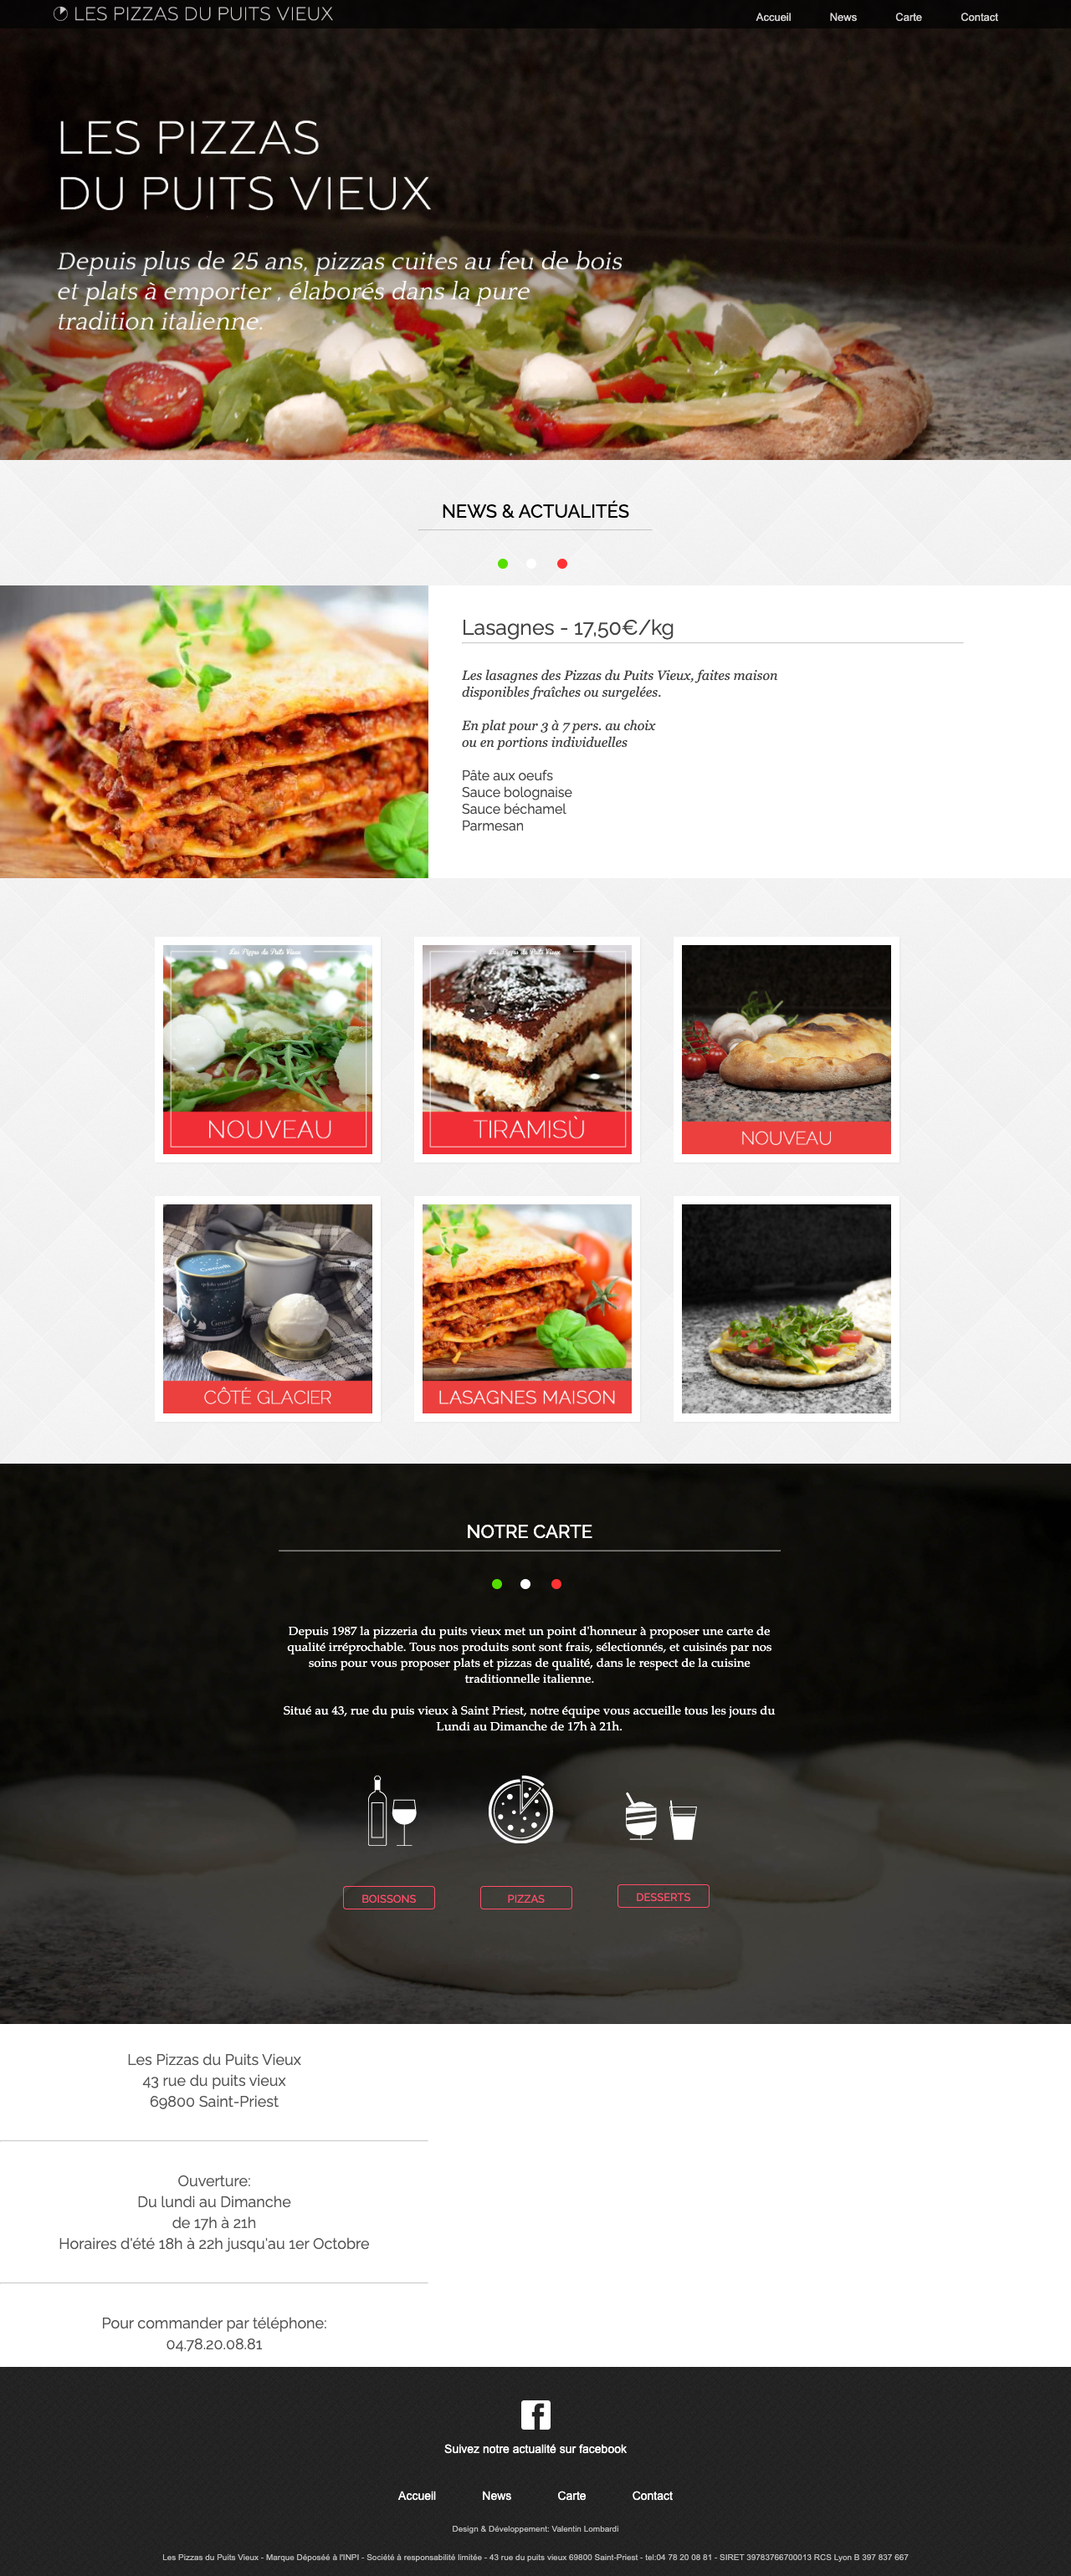 LES PIZZAS DU PUITS VIEUX
Accueil News Carte Contact
LES PIZZAS
DU PUITS VIEUX
Depuis plus de 25 ans, pizzas cuites au feu de bois
et plats à emporter , élaborés dans la pure
tradition italienne.
NEWS & ACTUALITÉS
Lasagnes - 17,50€/kg
Les lasagnes des Pizzas du Puits Vieux, faites maison
disponibles fraîches ou surgelées.
En plat pour 3 à 7 pers. au choix
ou en portions individuelles
Pâte aux oeufs
Sauce bolognaise
Sauce béchamel
Parmesan
Les Pizzas du Puits Vieux
NOUVEAU
Les Pizzas du Puits Vieux
TIRAMISÙ
NOUVEAU
CÔTÉ GLACIER
LASAGNES MAISON
NOTRE CARTE
Depuis 1987 la pizzeria du puits vieux met un point d'honneur à proposer une carte de
qualité irréprochable. Tous nos produits sont sont frais, sélectionnés, et cuisinés par nos
soins pour vous proposer plats et pizzas de qualité, dans le respect de la cuisine
traditionnelle italienne.
Situé au 43, rue du puis vieux à Saint Priest, notre équipe vous accueille tous les jours du
Lundi au Dimanche de 17h à 21h.
BOISSONS PIZZAS DESSERTS
Les Pizzas du Puits Vieux
43 rue du puits vieux
69800 Saint-Priest
Ouverture:
Du lundi au Dimanche
de 17h à 21h
Horaires d'été 18h à 22h jusqu'au 1er Octobre
Pour commander par téléphone:
04.78.20.08.81
Suivez notre actualité sur facebook
Accueil News Carte Contact
Design & Développement: Valentin Lombardi
Les Pizzas du Puits Vieux - Marque Déposéé à l'INPI - Société à responsabilité limitée - 43 rue du puits vieux 69800 Saint-Priest - tel:04 78 20 08 81 - SIRET 39783766700013 RCS Lyon B 397 837 667